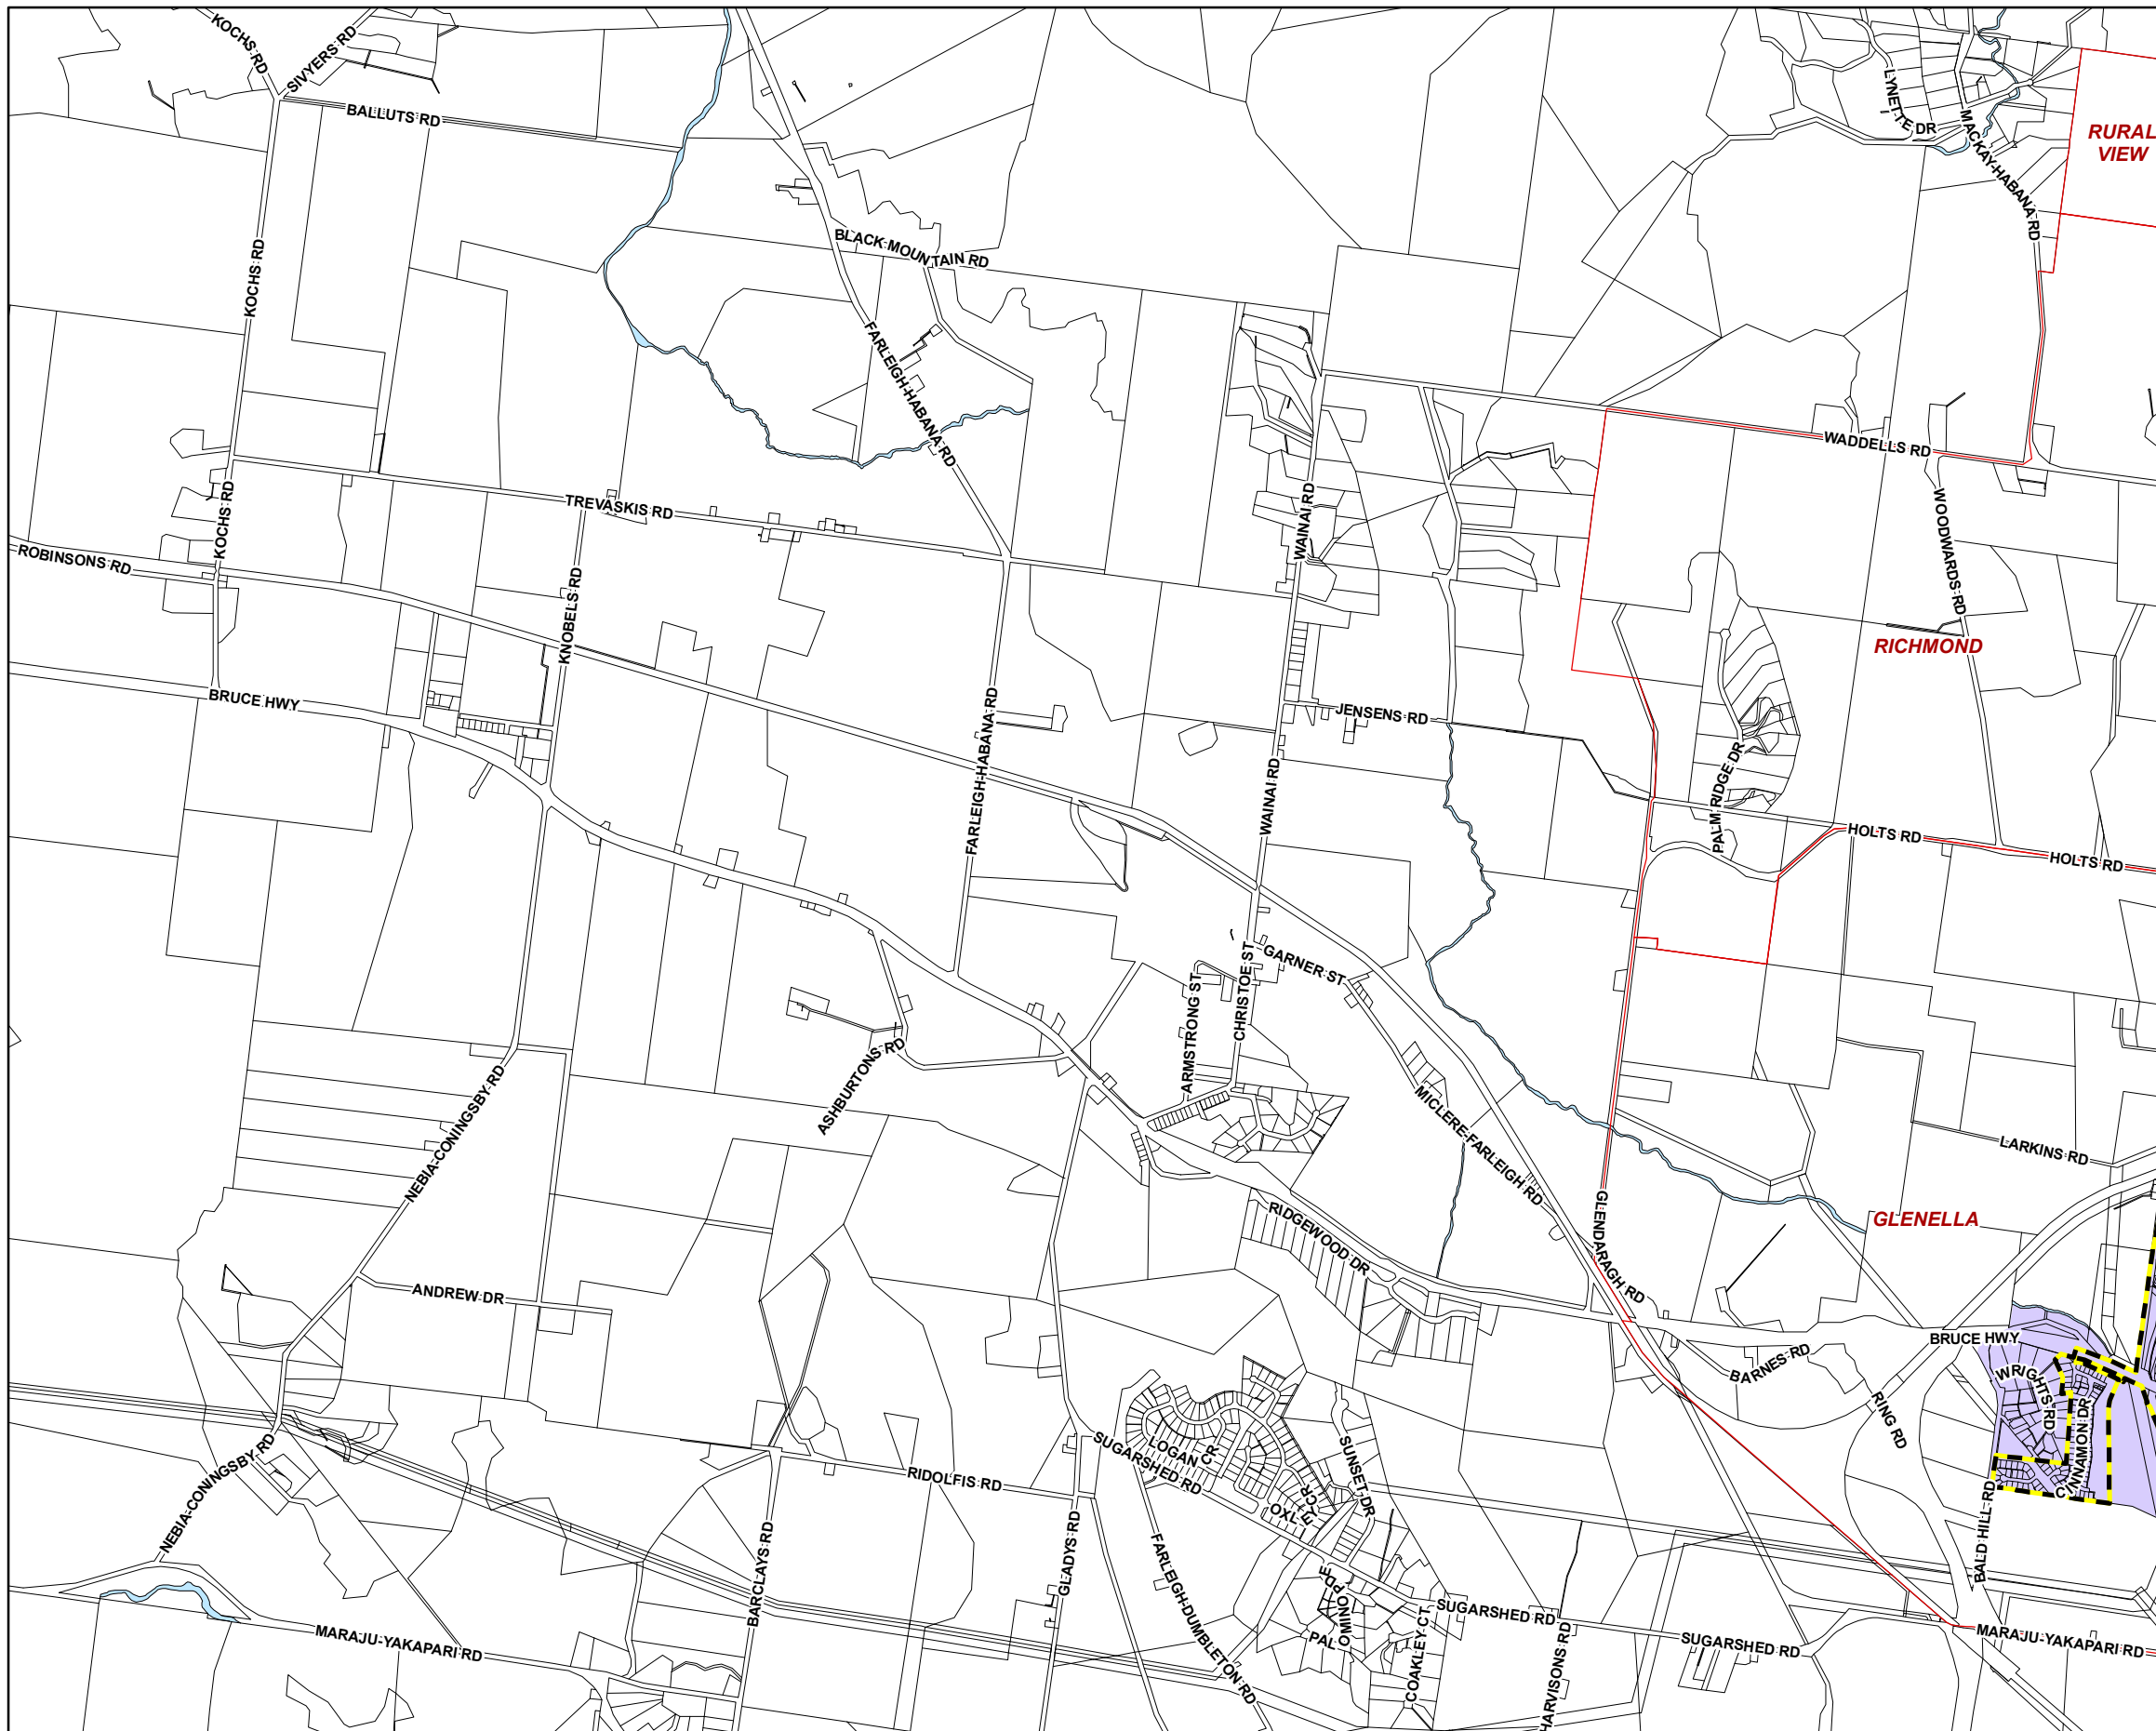 KOCHS RD
SIVYERS RD
BALLUTS RD
LYNETTE DR
MACKAY-HABANA RD
RURAL
VIEW
KOCHS RD
BLACK MOUNTAIN RD
FARLEIGH-HABANA RD
WADDELLS RD
KOCHS RD
TREVASKIS RD
WAINAI RD
WOODWARDS RD
ROBINSONS RD
KNOBELS RD
RICHMOND
BRUCE HWY
FARLEIGH-HABANA RD
JENSENS RD
WAINAI RD
PALM RIDGE DR
HOLTS RD
HOLTS RD
GARNER ST
CHRISTOE ST
ARMSTRONG ST
ASHBURTONS RD
MICLERE-FARLEIGH RD
NEBIA-CONINGSBY RD
LARKINS RD
GLENELLA
RIDGEWOOD DR
GLENDARAGH RD
ANDREW DR
BRUCE HWY
BARNES RD
WRIGHTS RD
RING RD
CINNAMON DR
LOGAN CR
SUGARSHED RD
SUNSET DR
OXLEY CR
NEBIA-CONINGSBY RD
RIDOLFIS RD
BALD HILL RD
BARCLAYS RD
GLADYS RD
FARLEIGH-DUMBLETON RD
PALOMINO PDE
COAKLEY CT
SUGARSHED RD
HARVISONS RD
SUGARSHED RD
MARAJU-YAKAPARI RD
MARAJU-YAKAPARI RD